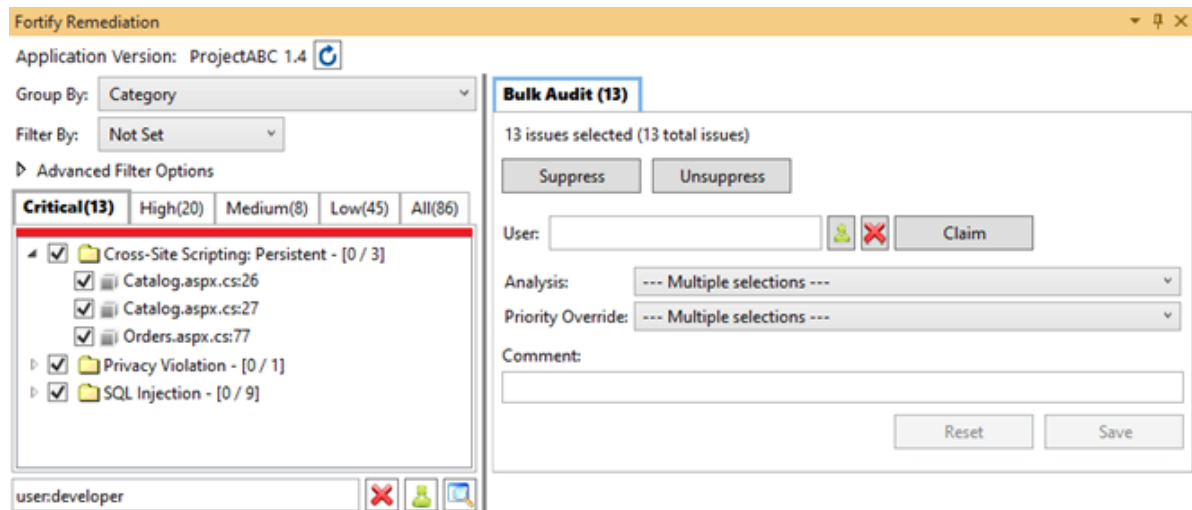 Fortify Remediation
Application Version: ProjectABC 1.4
Group By: Category
Filter By: Not Set
Advanced Filter Options
Critical(13) High(20) Medium(8) Low(45) All(86)
Cross-Site Scripting: Persistent - [0 / 3]
Catalog.aspx.cs:26
Catalog.aspx.cs:27
Orders.aspx.cs:77
Privacy Violation - [0 / 1]
SQL Injection - [0 / 9]
user:developer
Bulk Audit (13)
13 issues selected (13 total issues)
Suppress Unsuppress
User: Claim
Analysis: --- Multiple selections ---
Priority Override: --- Multiple selections ---
Comment:
Reset Save